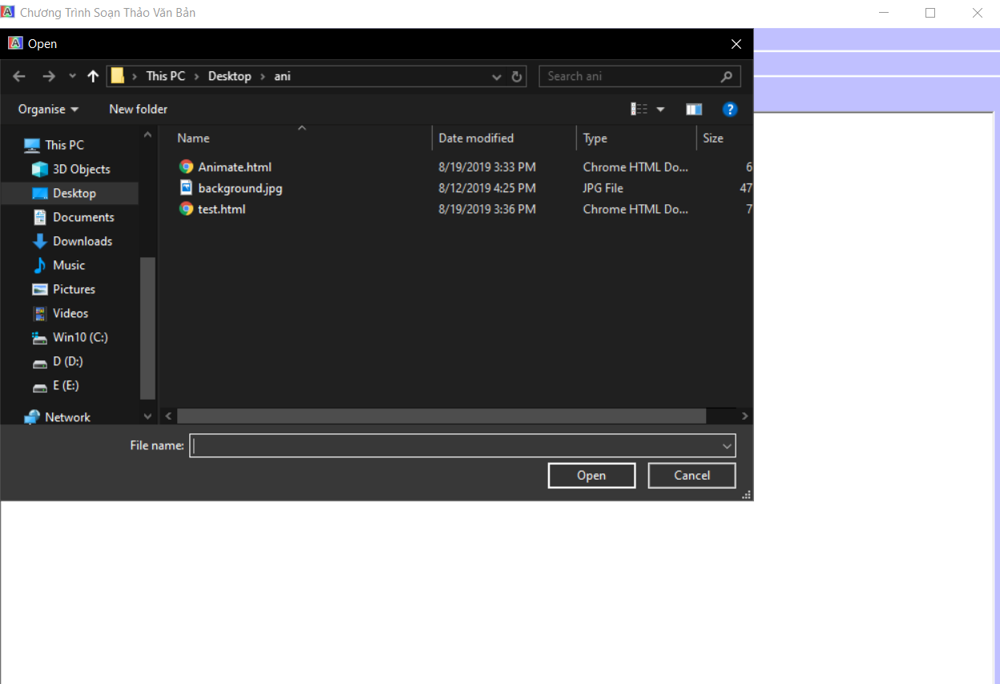 Chương Trình Soạn Thảo Văn Bản
Open
This PC > Desktop > ani
Search ani
Organise
New folder
?
Name Date modified Type Size
This PC
3D Objects
Desktop
Documents
Downloads
Music
Pictures
Videos
Win10 (C:)
D (D:)
E (E:)
Network
Animate.html 8/19/2019 3:33 PM Chrome HTML Do... 6
background.jpg 8/12/2019 4:25 PM JPG File 47
test.html 8/19/2019 3:36 PM Chrome HTML Do... 7
File name:
Open Cancel